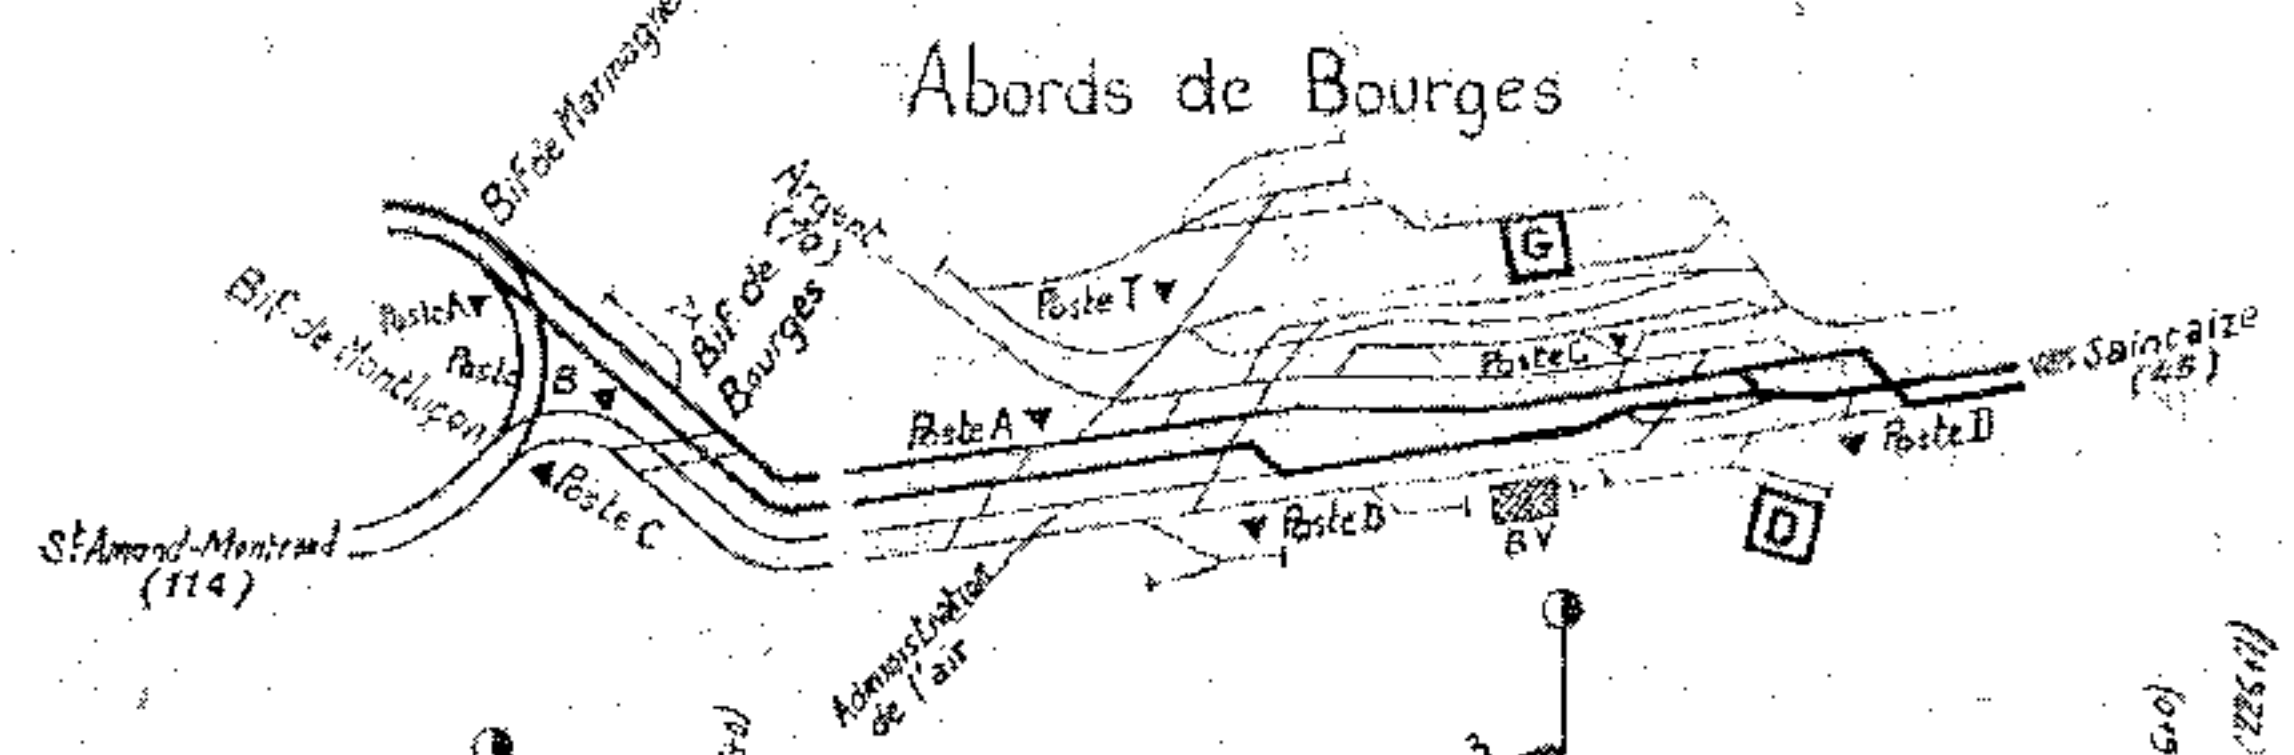 Abords de Bourges
Bif de Marmagne
Argent
(70)
Bif de
Bourges
G
Poste T
Poste A
Bif de Montluçon
Poste B
Poste C
vers Saincaize
(45)
Poste A
Poste D
Poste C
Poste B
BV
D
St Amand-Montrond
(114)
Administration
de l'air
3